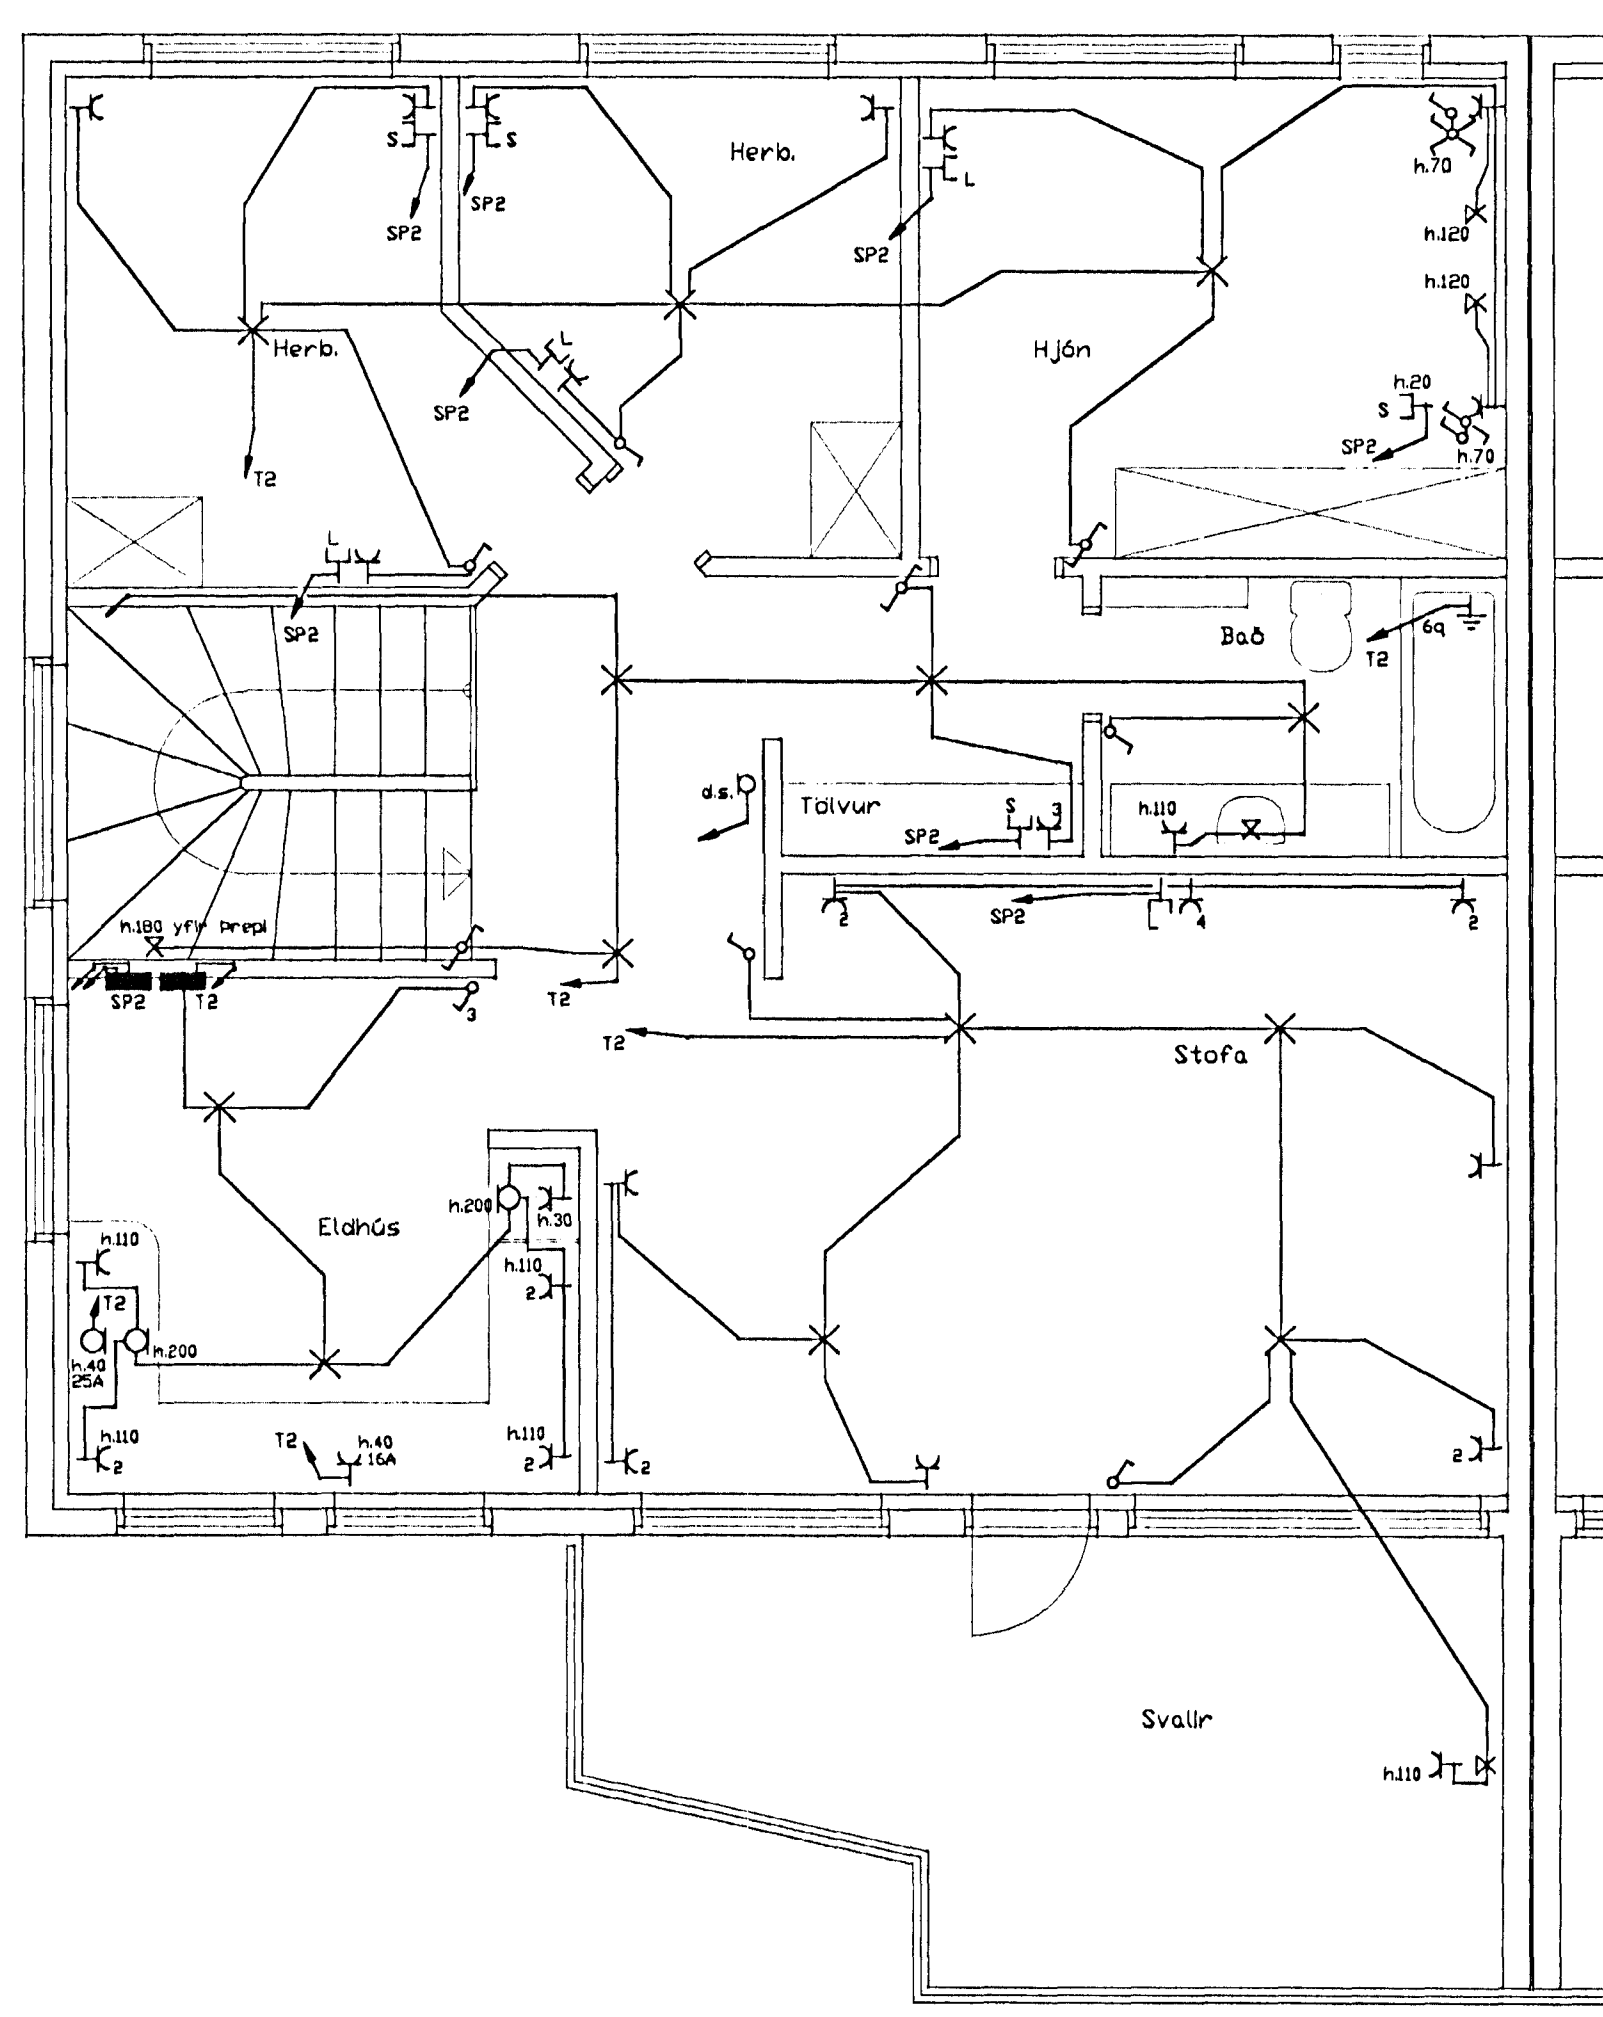 S
S
Herb.
L
h.70
SP2
SP2
SP2
h.120
h.120
Herb.
L
Hjón
SP2
h.20
S
SP2
h.70
T2
L
SP2
Bað
6q
T2
d.s.
Tölvur
S
3
h.110
SP2
2
SP2
4
2
h.180 yfir þrepi
SP2
T2
T2
3
T2
Stofa
h.200
h.30
Eldhús
h.110
h.110
2
T2
h.200
h.40
25A
h.110
2
T2
h.40
16A
h.110
2
2
2
Svalir
h.110